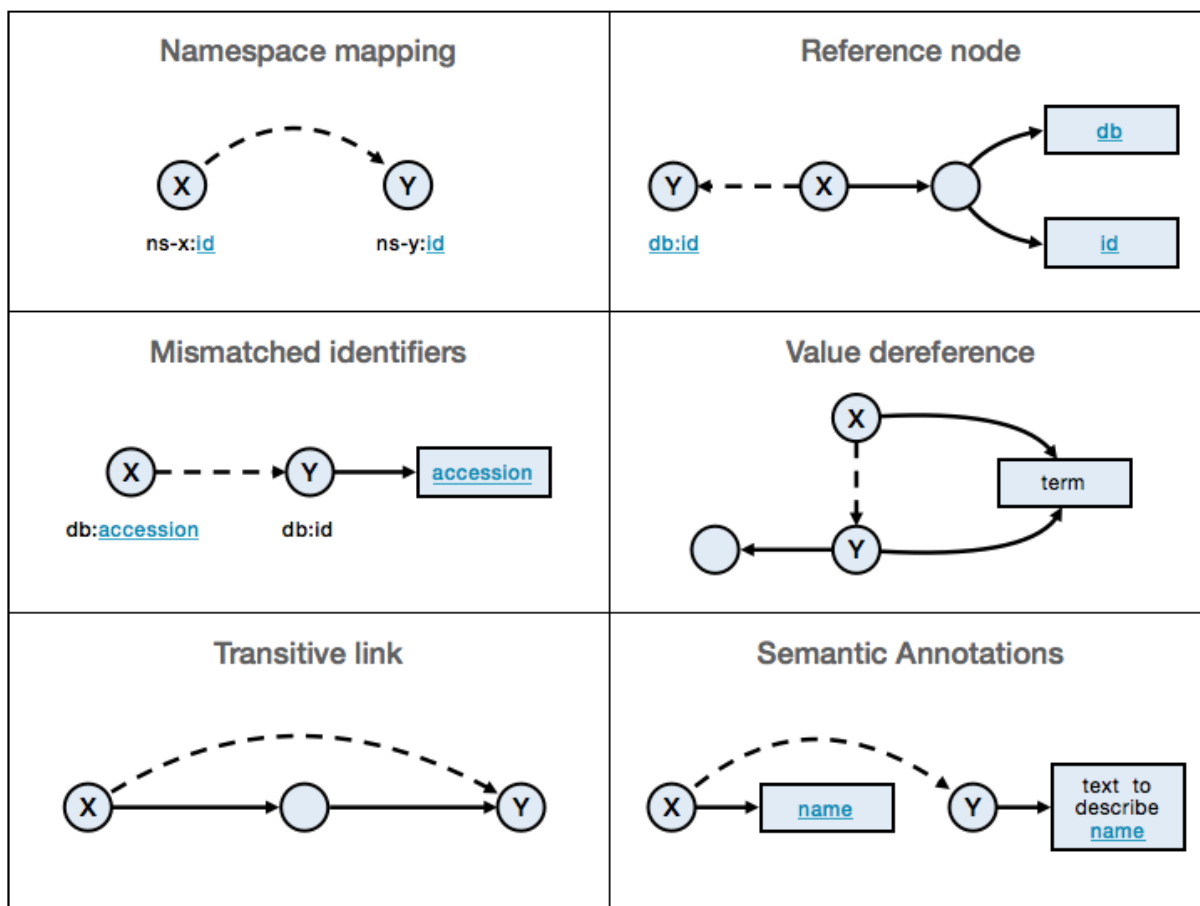 Namespace mapping
X
Y
ns-x:id
ns-y:id
Reference node
db
Y
X
db:id
id
Mismatched identifiers
X
Y
accession
db:accession
db:id
Value dereference
X
term
Y
Transitive link
X
Y
Semantic Annotations
X
name
Y
text to
describe
name